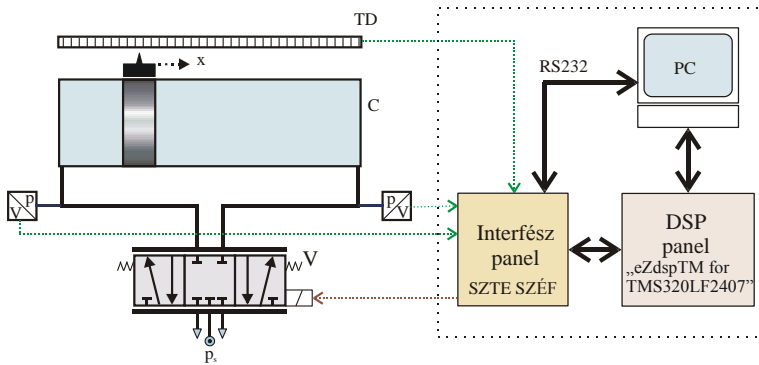 TD
x
RS232
PC
C
p
V
p
V
Interfész
panel
SZTE SZÉF
DSP
panel
„eZdspTM for
TMS320LF2407”
V
pₛ